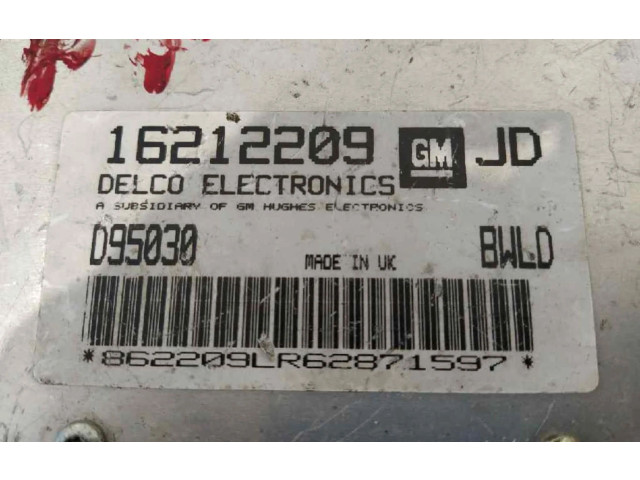 16212209 GM JD
DELCO ELECTRONICS
A SUBSIDIARY OF GM HUGHES ELECTRONICS
D95030 MADE IN UK BWLD
*862209LR62871597*